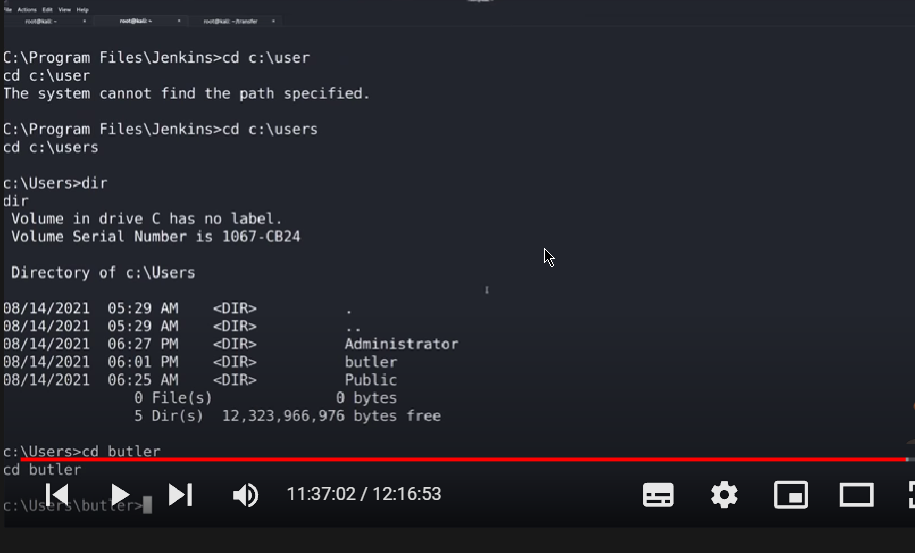 File Actions Edit View Help
root@kali: ~ root@kali: ~ root@kali: ~/transfer
C:\Program Files\Jenkins>cd c:\user
cd c:\user
The system cannot find the path specified.
C:\Program Files\Jenkins>cd c:\users
cd c:\users
c:\Users>dir
dir
Volume in drive C has no label.
Volume Serial Number is 1067-CB24
Directory of c:\Users
08/14/2021 05:29 AM <DIR> .
08/14/2021 05:29 AM <DIR> ..
08/14/2021 06:27 PM <DIR> Administrator
08/14/2021 06:01 PM <DIR> butler
08/14/2021 06:25 AM <DIR> Public
0 File(s) 0 bytes
5 Dir(s) 12,323,966,976 bytes free
c:\Users>cd butler
cd butler
c:\Users\butler>
11:37:02 / 12:16:53